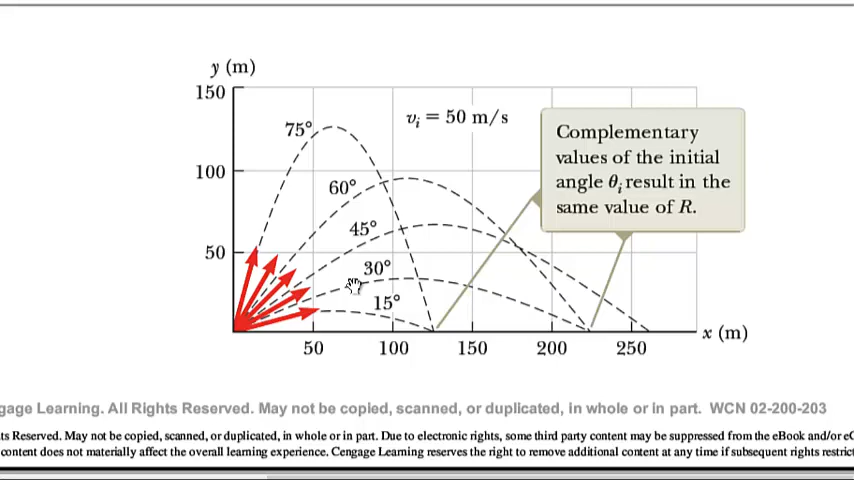 y (m)
150
100
50
75°
60°
45°
30°
15°
vi = 50 m/s
Complementary
values of the initial
angle θi result in the
same value of R.
50
100
150
200
250
x (m)
gage Learning. All Rights Reserved. May not be copied, scanned, or duplicated, in whole or in part. WCN 02-200-203
ts Reserved. May not be copied, scanned, or duplicated, in whole or in part. Due to electronic rights, some third party content may be suppressed from the eBook and/or eC
content does not materially affect the overall learning experience. Cengage Learning reserves the right to remove additional content at any time if subsequent rights restric